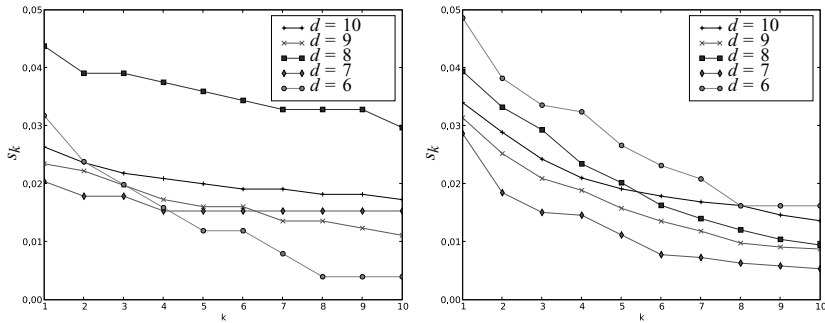 0,05
0,04
0,03
0,02
0,01
0,00
s_k
1 2 3 4 5 6 7 8 9 10
k
d = 10
d = 9
d = 8
d = 7
d = 6
0.05
0,04
0,03
0,02
0,01
0,00
s_k
1 2 3 4 5 6 7 8 9 10
k
d = 10
d = 9
d = 8
d = 7
d = 6